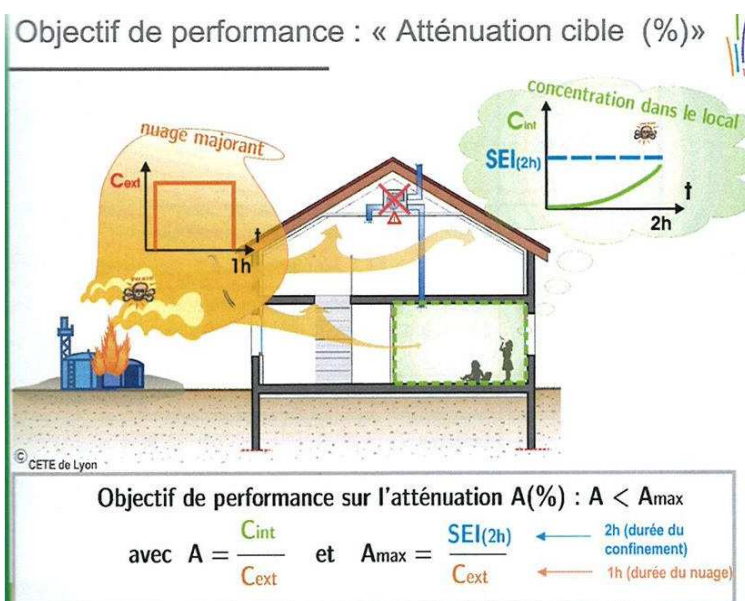 Objectif de performance : « Atténuation cible (%)»
nuage majorant
Cext
t
1h
concentration dans le local
Cint
SEI(2h)
t
2h
© CETE de Lyon
Objectif de performance sur l'atténuation A(%) : A < Amax
avec A = Cint / Cext et Amax = SEI(2h) / Cext
2h (durée du
confinement)
1h (durée du nuage)